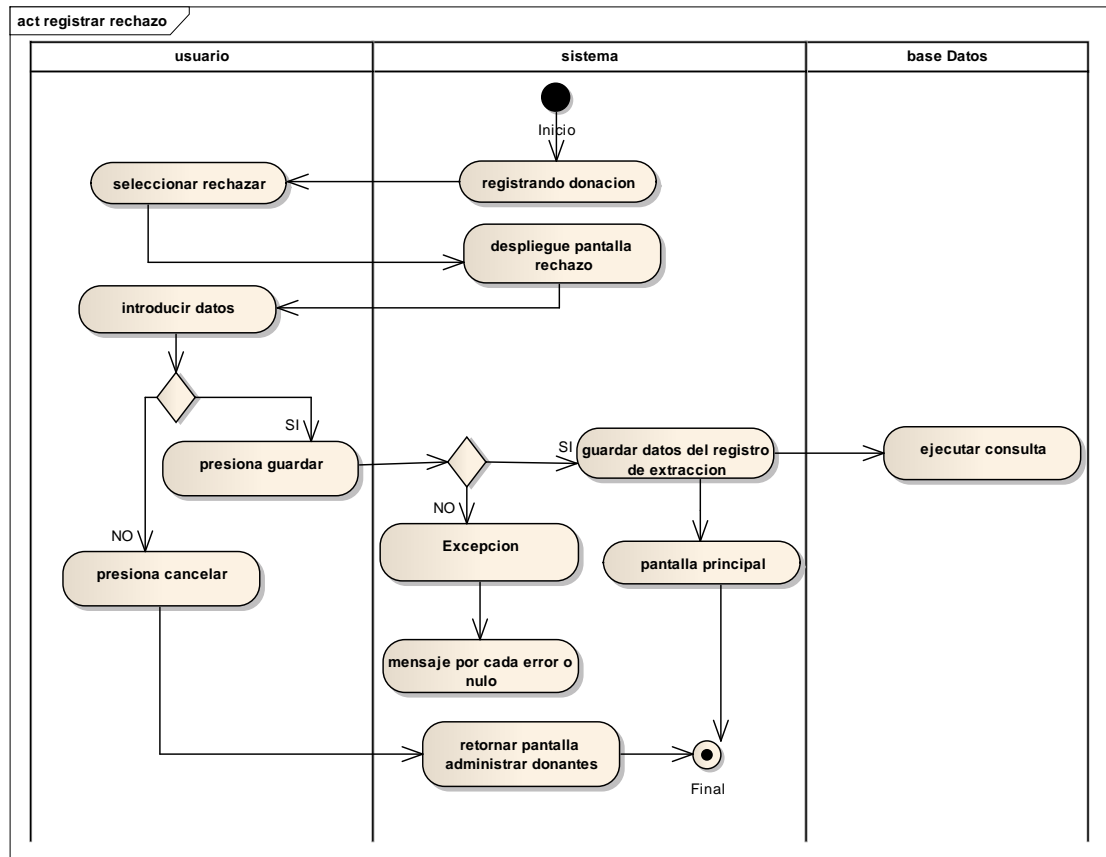 act registrar rechazo
usuario
sistema
base Datos
Inicio
seleccionar rechazar
registrando donacion
despliegue pantalla
rechazo
introducir datos
SI
presiona guardar
SI
guardar datos del registro
de extraccion
ejecutar consulta
NO
NO
Excepcion
pantalla principal
presiona cancelar
mensaje por cada error o
nulo
retornar pantalla
administrar donantes
Final